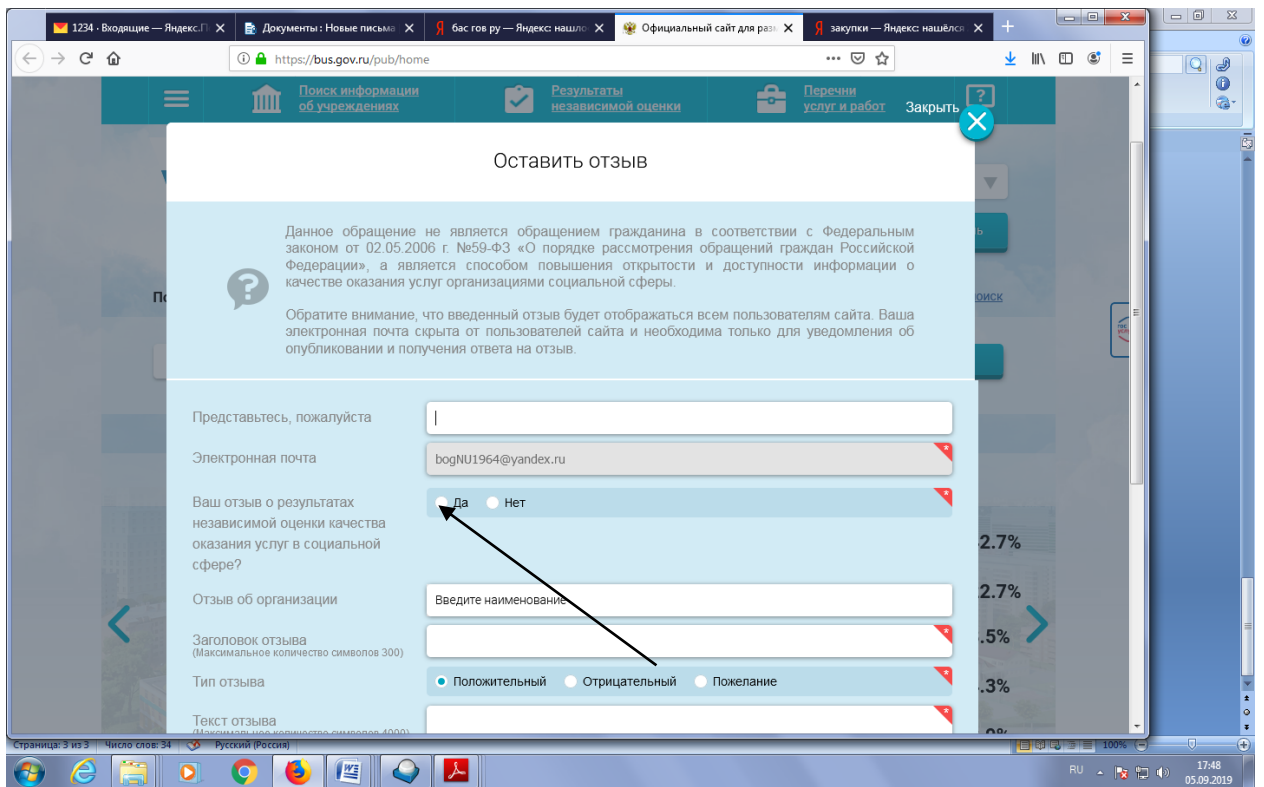 1234 · Входящие — Яндекс.П
Документы : Новые письма
бас гов ру — Яндекс: нашло
Официальный сайт для раз
закупки — Яндекс: нашёлся
https://bus.gov.ru/pub/home
Поиск информации
об учреждениях
Результаты
независимой оценки
Перечни
услуг и работ
Закрыть
Оставить отзыв
Данное обращение не является обращением гражданина в соответствии с Федеральным
законом от 02.05.2006 г. №59-ФЗ «О порядке рассмотрения обращений граждан Российской
Федерации», а является способом повышения открытости и доступности информации о
качестве оказания услуг организациями социальной сферы.
Обратите внимание, что введенный отзыв будет отображаться всем пользователям сайта. Ваша
электронная почта скрыта от пользователей сайта и необходима только для уведомления об
опубликовании и получения ответа на отзыв.
Представьтесь, пожалуйста
Электронная почта
bogNU1964@yandex.ru
Ваш отзыв о результатах
независимой оценки качества
оказания услуг в социальной
сфере?
Да Нет
Отзыв об организации
Введите наименование
Заголовок отзыва
(Максимальное количество символов 300)
Тип отзыва
Положительный Отрицательный Пожелание
Текст отзыва
(Максимальное количество символов 4000)
2.7%
2.7%
.5%
.3%
Страница: 3 из 3 Число слов: 34 Русский (Россия)
100%
RU
17:48
05.09.2019